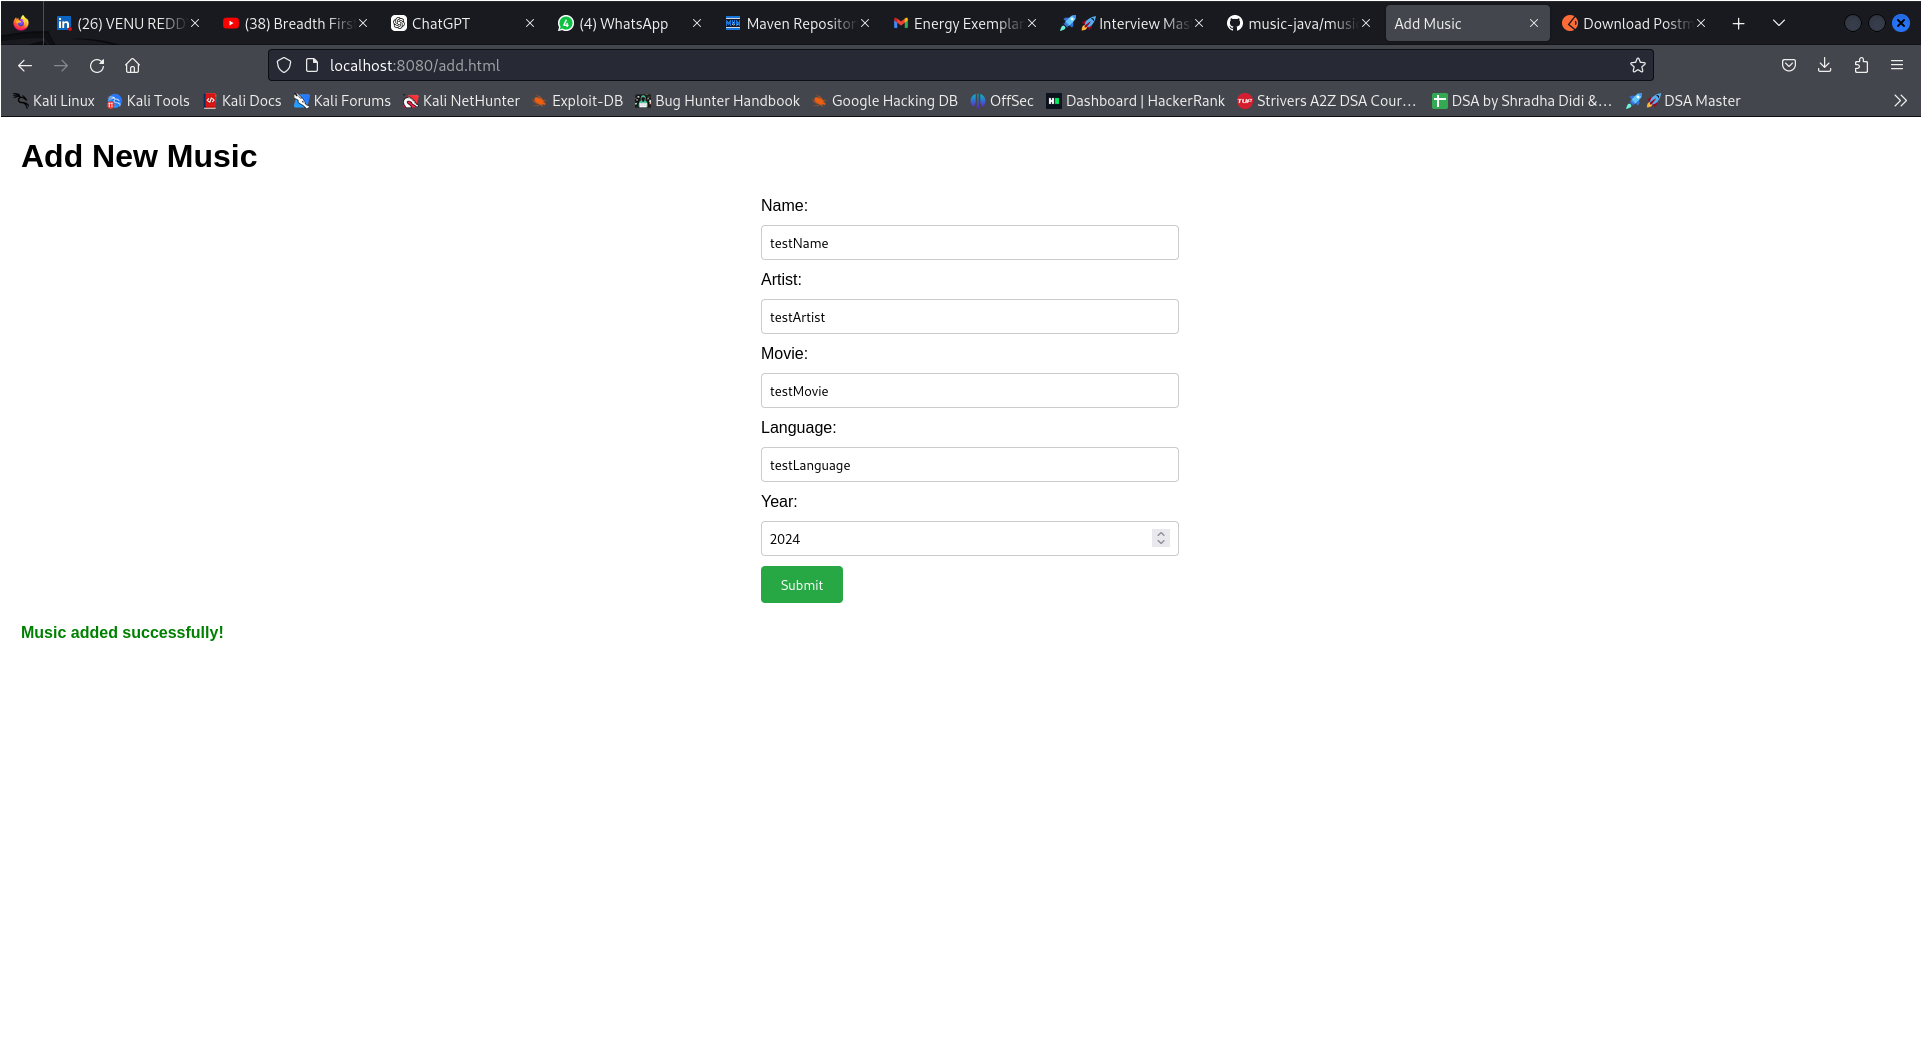 (26) VENU REDD (38) Breadth Firs ChatGPT (4) WhatsApp Maven Repositor Energy Exempla Interview Mas music-java/musi Add Music Download Postm
localhost:8080/add.html
Kali Linux Kali Tools Kali Docs Kali Forums Kali NetHunter Exploit-DB Bug Hunter Handbook Google Hacking DB OffSec Dashboard | HackerRank Strivers A2Z DSA Cour... DSA by Shradha Didi &... DSA Master
Add New Music
Name:
testName
Artist:
testArtist
Movie:
testMovie
Language:
testLanguage
Year:
2024
Submit
Music added successfully!